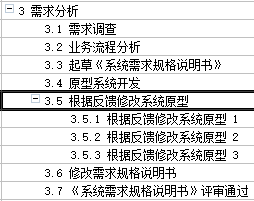 3 需求分析
3.1 需求调查
3.2 业务流程分析
3.3 起草《系统需求规格说明书》
3.4 原型系统开发
3.5 根据反馈修改系统原型
3.5.1 根据反馈修改系统原型 1
3.5.2 根据反馈修改系统原型 2
3.5.3 根据反馈修改系统原型 3
3.6 修改需求规格说明书
3.7 《系统需求规格说明书》评审通过